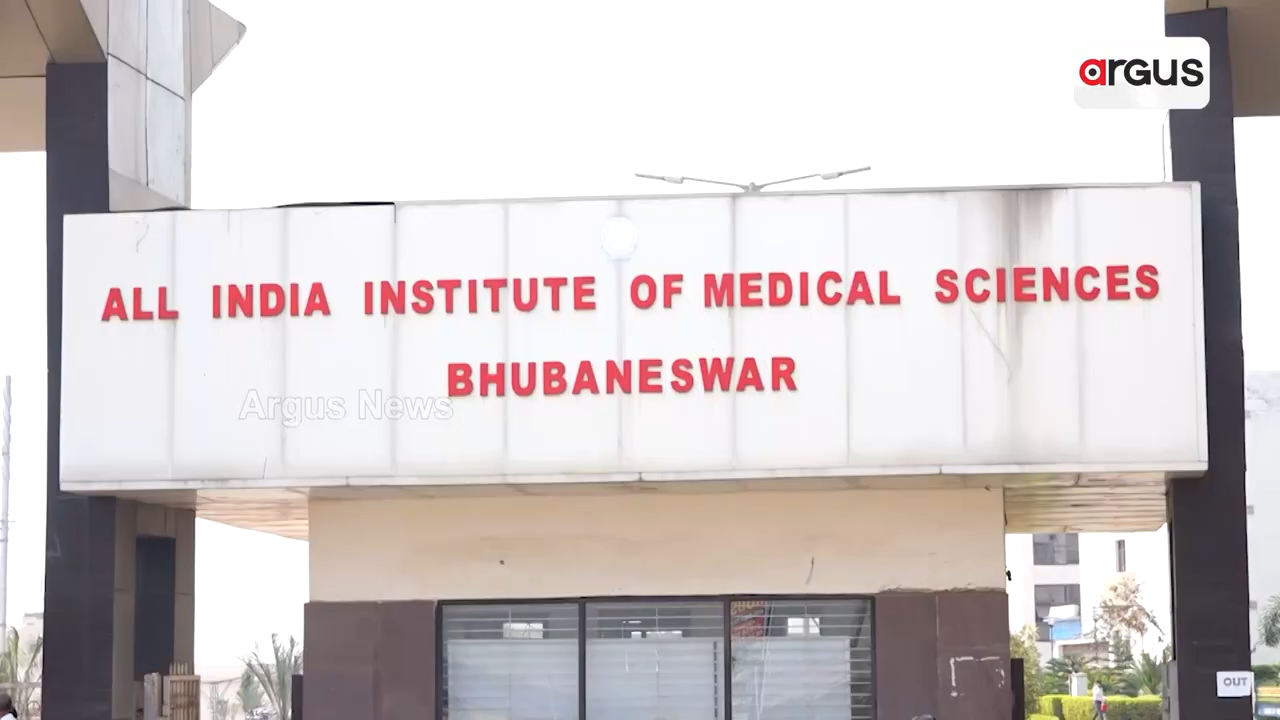 argus
ALL INDIA INSTITUTE OF MEDICAL SCIENCES
BHUBANESWAR
Argus News
OUT